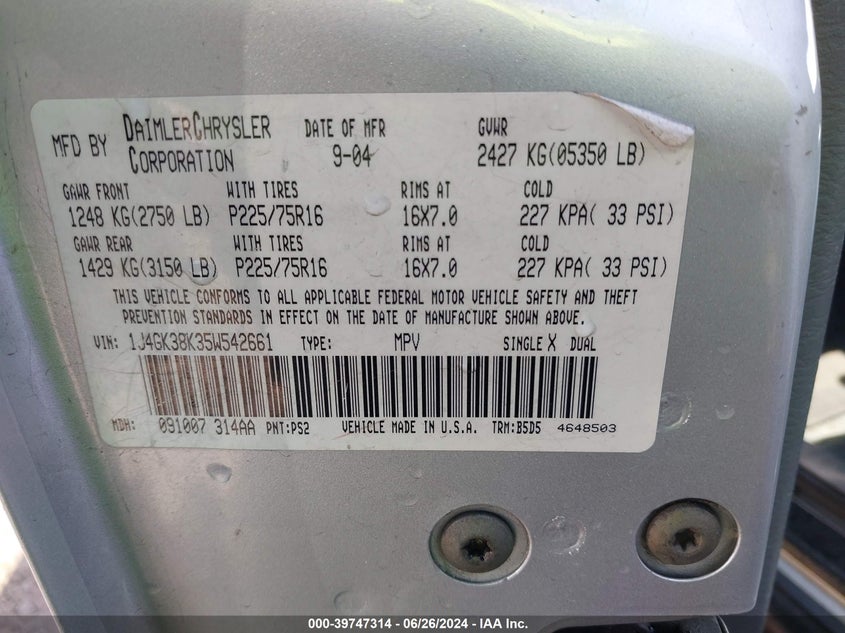 MFD BY DAIMLERCHRYSLER CORPORATION DATE OF MFR 9-04 GVWR 2427 KG(05350 LB)
GAWR FRONT WITH TIRES RIMS AT COLD
1248 KG(2750 LB) P225/75R16 16X7.0 227 KPA( 33 PSI)
GAWR REAR WITH TIRES RIMS AT COLD
1429 KG(3150 LB) P225/75R16 16X7.0 227 KPA( 33 PSI)
THIS VEHICLE CONFORMS TO ALL APPLICABLE FEDERAL MOTOR VEHICLE SAFETY AND THEFT
PREVENTION STANDARDS IN EFFECT ON THE DATE OF MANUFACTURE SHOWN ABOVE.
VIN: 1J4GK38K35W542661 TYPE: MPV SINGLE X DUAL
MDH: 091007 314AA PNT:PS2 VEHICLE MADE IN U.S.A. TRM:B5D5 4648503
000-39747314 - 06/26/2024 - IAA Inc.